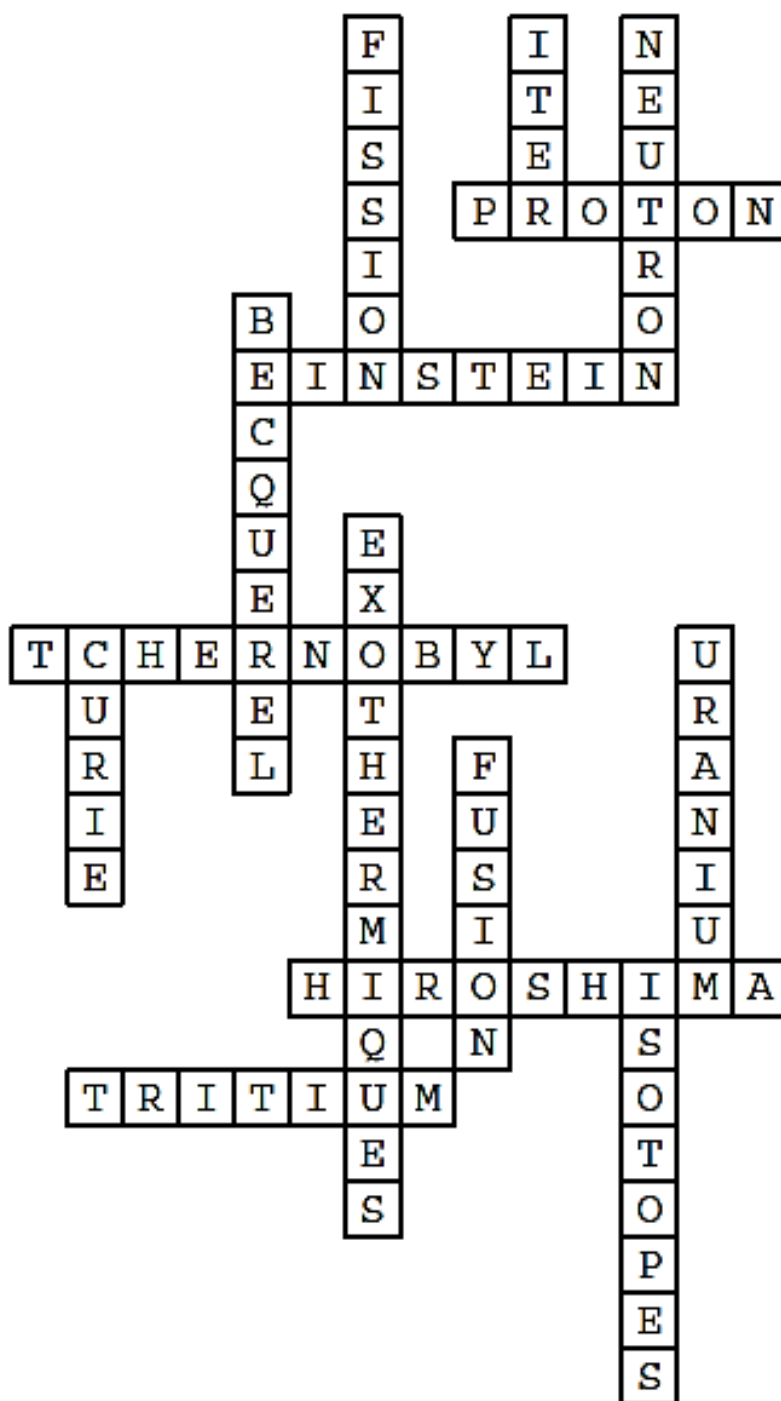 FISSION
ITER
NEUTRON
PROTON
BECQUEREL
EINSTEIN
EXOTHERMIQUES
TCHERNOBYL
CURIE
URANIUM
FUSION
HIROSHIMA
ISOTOPES
TRITIUM